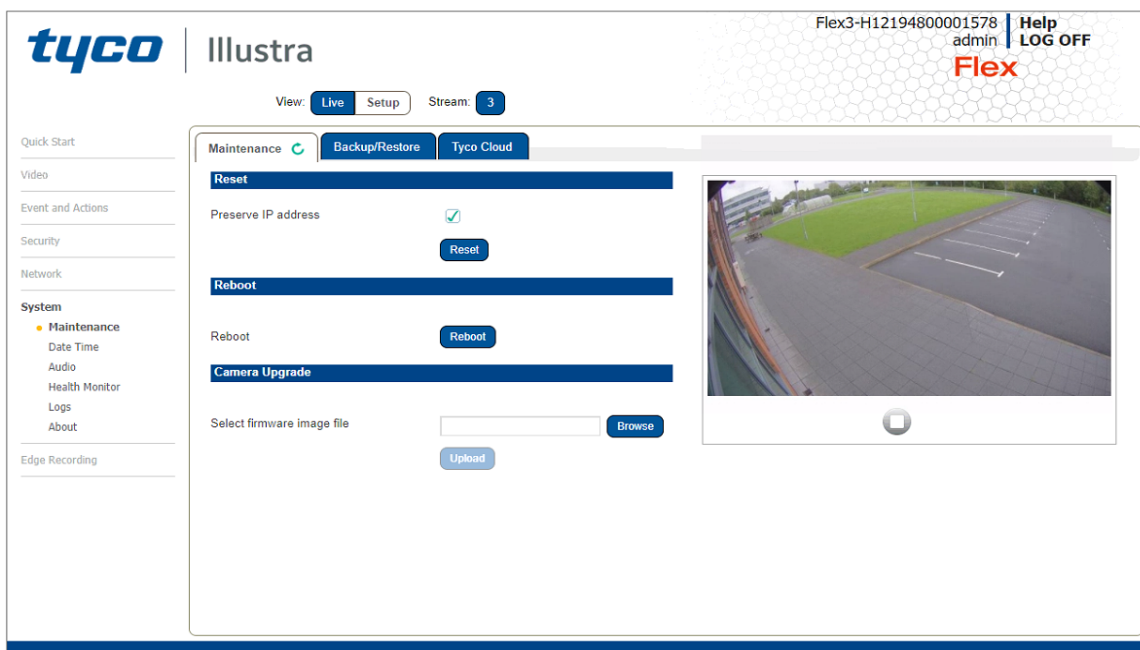 tyco Illustra
Flex3-H12194800001578 Help
admin LOG OFF
Flex
View: Live Setup Stream: 3
Quick Start
Video
Event and Actions
Security
Network
System
Maintenance
Date Time
Audio
Health Monitor
Logs
About
Edge Recording
Maintenance Backup/Restore Tyco Cloud
Reset
Preserve IP address
Reset
Reboot
Reboot Reboot
Camera Upgrade
Select firmware image file Browse
Upload